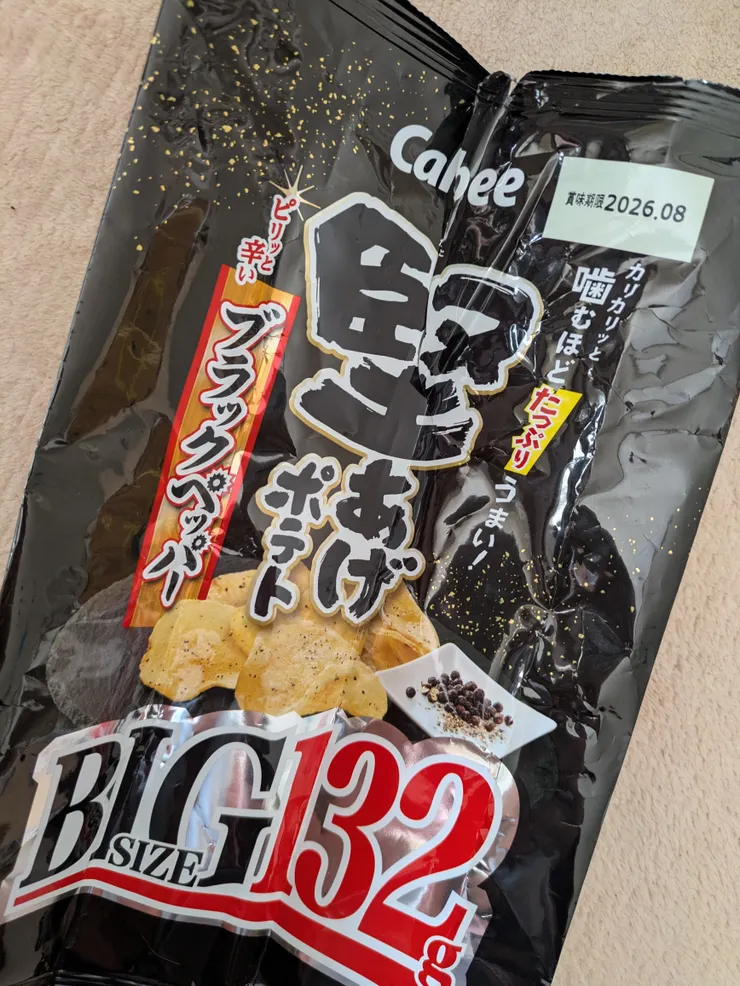 Calbee
賞味期限2026.08
カリカリッと、
噛むほど
たっぷり
うまい!
堅あげ
ポテト
ピリッと
辛い
ブラックペッパー
BIG
SIZE
132g